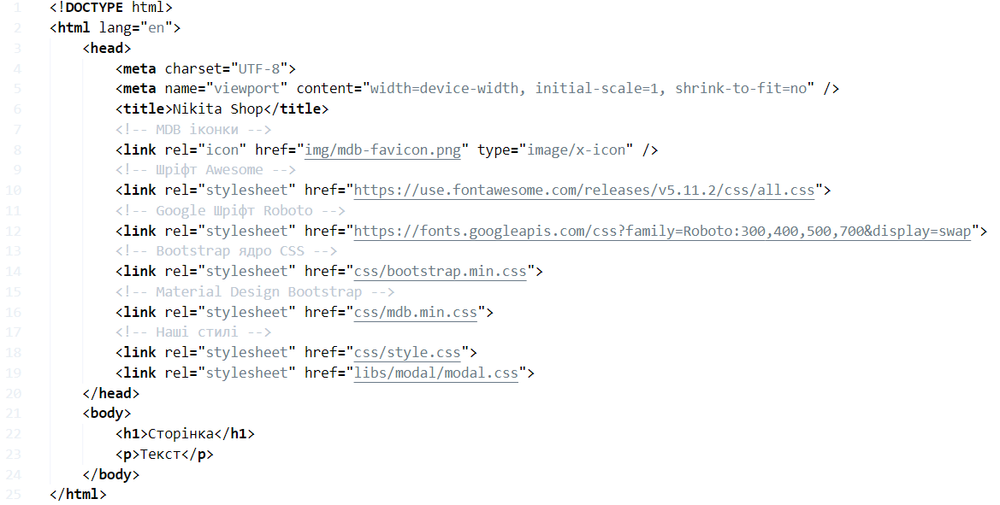 1 <!DOCTYPE html>
2 <html lang="en">
3 <head>
4 <meta charset="UTF-8">
5 <meta name="viewport" content="width=device-width, initial-scale=1, shrink-to-fit=no" />
6 <title>Nikita Shop</title>
7 <!-- MDB іконки -->
8 <link rel="icon" href="img/mdb-favicon.png" type="image/x-icon" />
9 <!-- Шріфт Awesome -->
10 <link rel="stylesheet" href="https://use.fontawesome.com/releases/v5.11.2/css/all.css">
11 <!-- Google Шріфт Roboto -->
12 <link rel="stylesheet" href="https://fonts.googleapis.com/css?family=Roboto:300,400,500,700&display=swap">
13 <!-- Bootstrap ядро CSS -->
14 <link rel="stylesheet" href="css/bootstrap.min.css">
15 <!-- Material Design Bootstrap -->
16 <link rel="stylesheet" href="css/mdb.min.css">
17 <!-- Наші стилі -->
18 <link rel="stylesheet" href="css/style.css">
19 <link rel="stylesheet" href="libs/modal/modal.css">
20 </head>
21 <body>
22 <h1>Сторінка</h1>
23 <p>Текст</p>
24 </body>
25 </html>